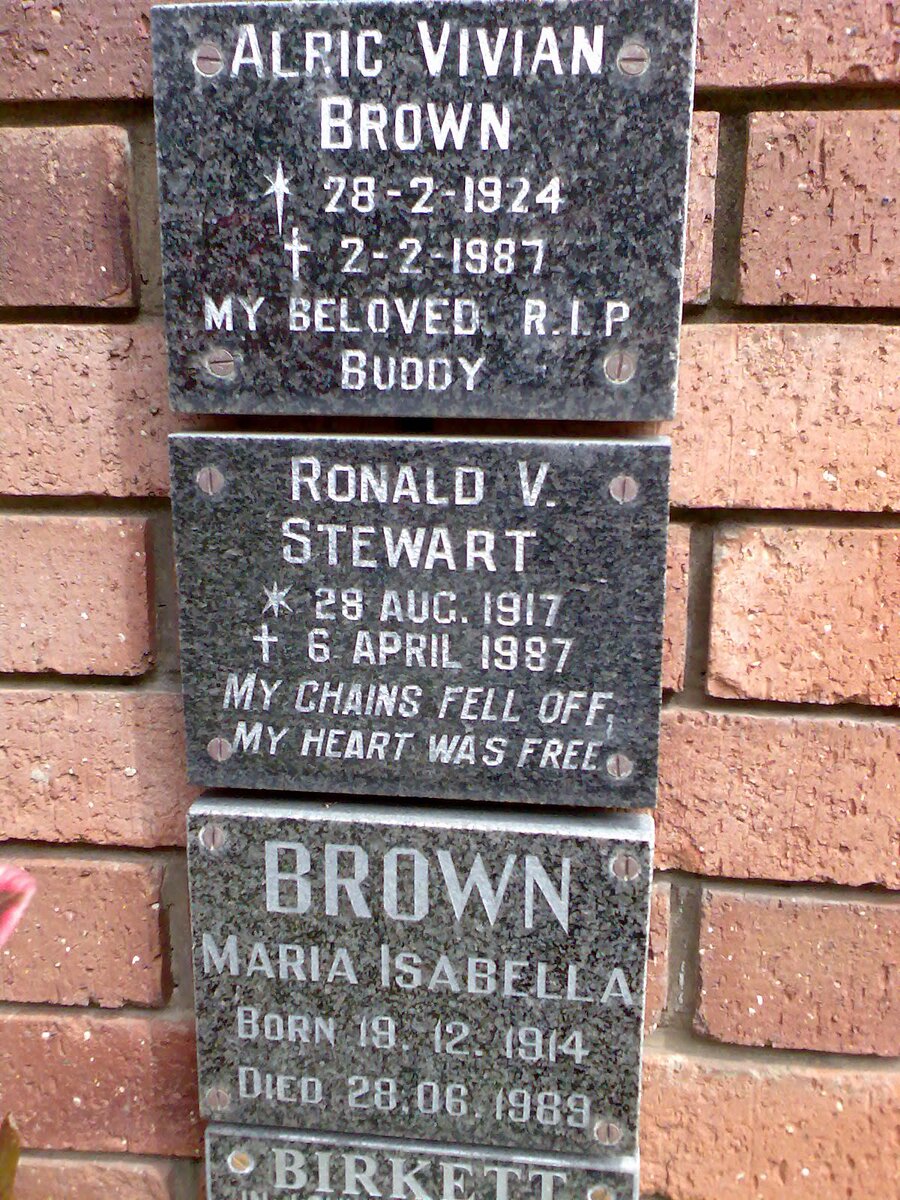 ALRIC VIVIAN
BROWN
28-2-1924
† 2-2-1987
MY BELOVED R.I.P
BUDDY
RONALD V.
STEWART
* 28 AUG. 1917
† 6 APRIL 1987
MY CHAINS FELL OFF,
MY HEART WAS FREE
BROWN
MARIA ISABELLA
BORN 19. 12. 1914
DIED 28.06.1989
BIRKETT